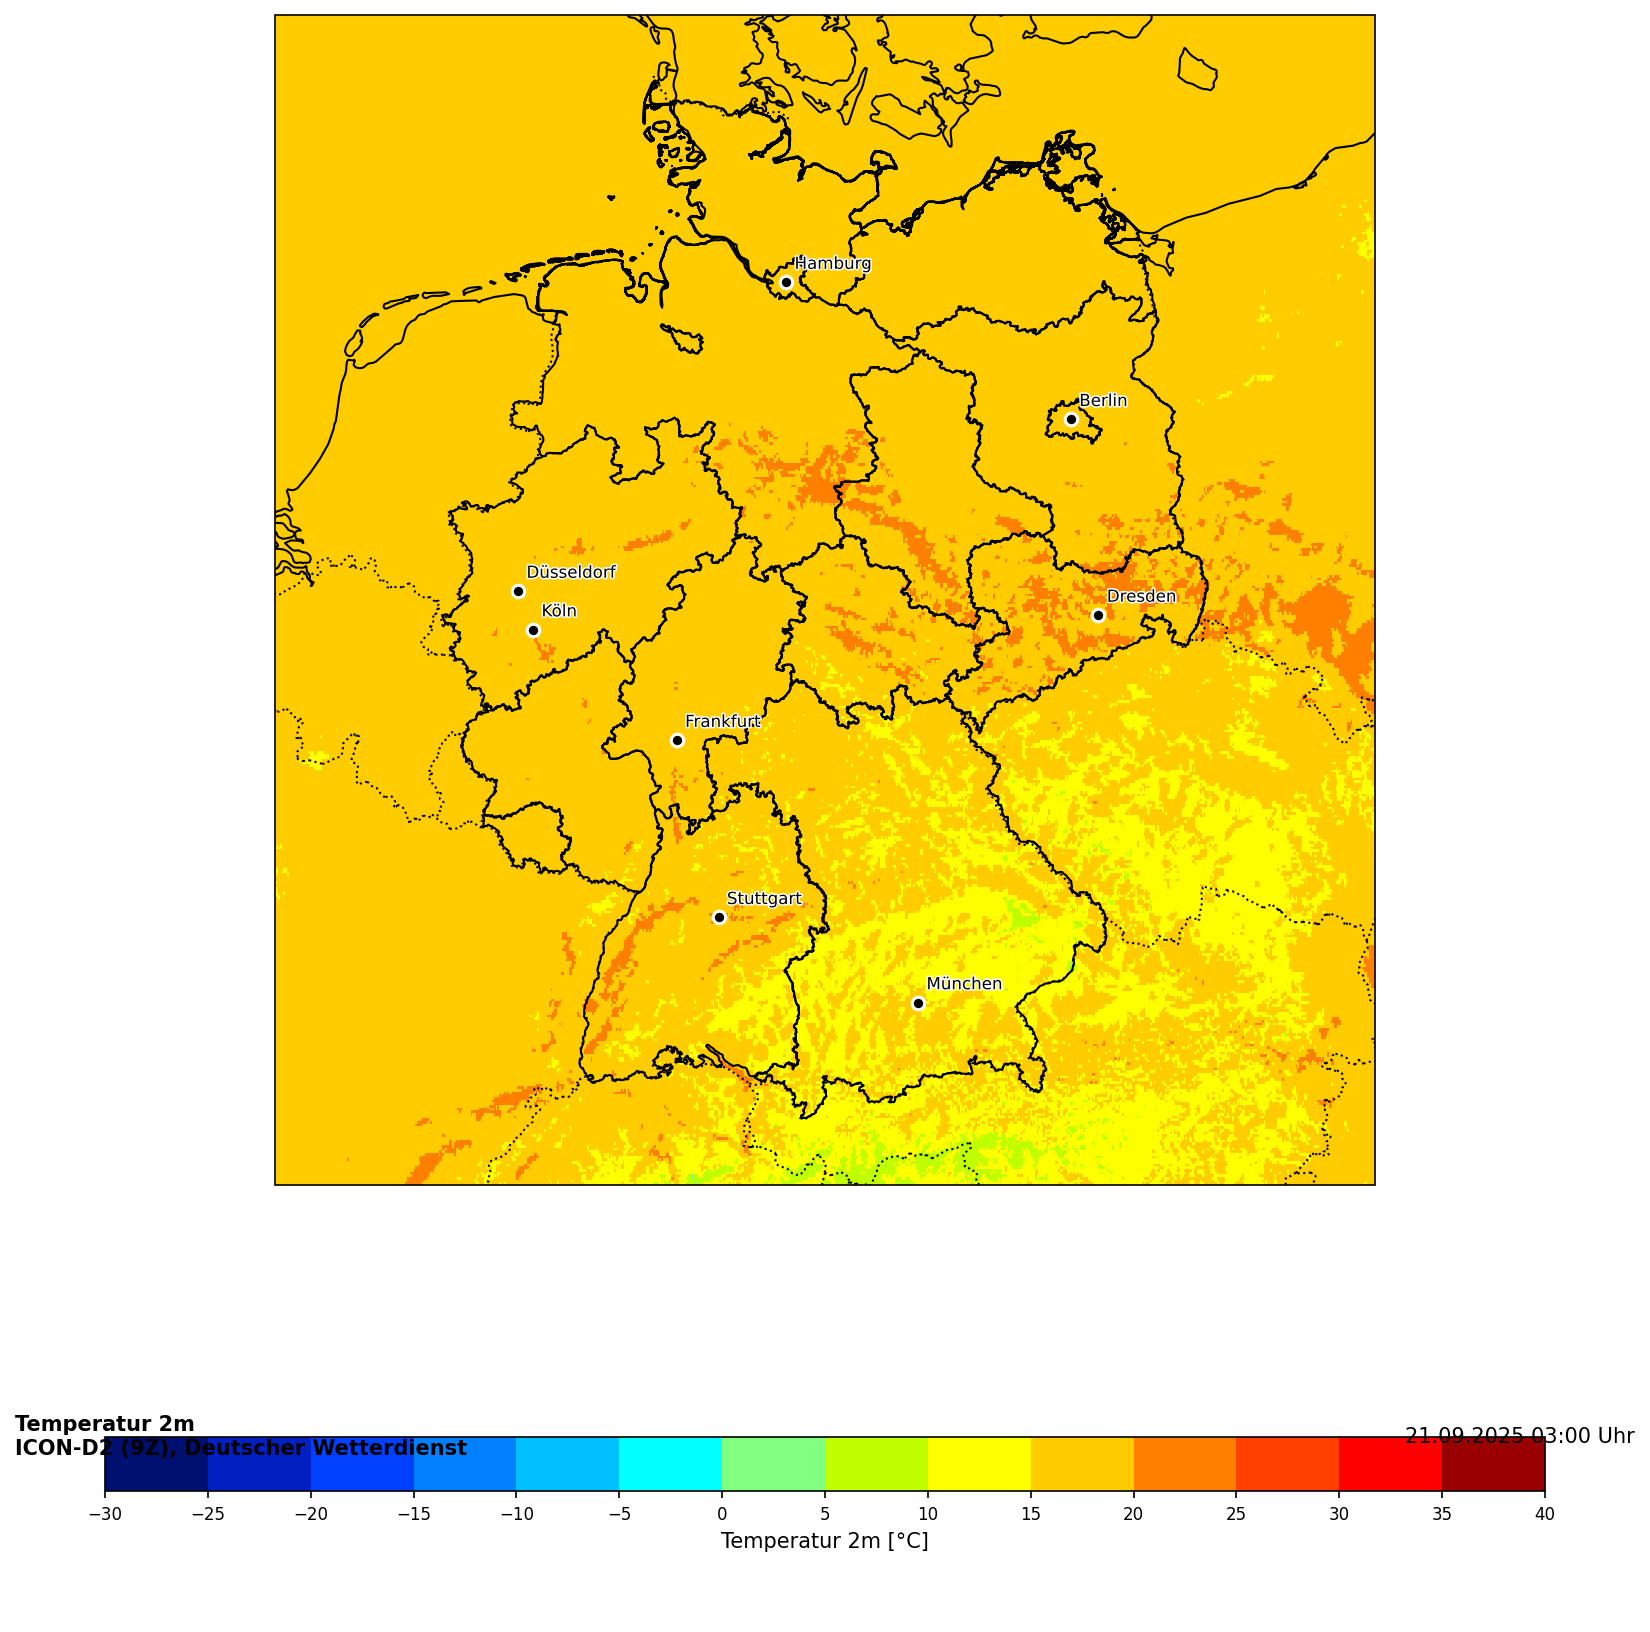 Hamburg
Berlin
Düsseldorf
Köln
Dresden
Frankfurt
Stuttgart
München
Temperatur 2m
ICON-D2 (9Z), Deutscher Wetterdienst
21.09.2025 03:00 Uhr
−30 −25 −20 −15 −10 −5 0 5 10 15 20 25 30 35 40
Temperatur 2m [°C]